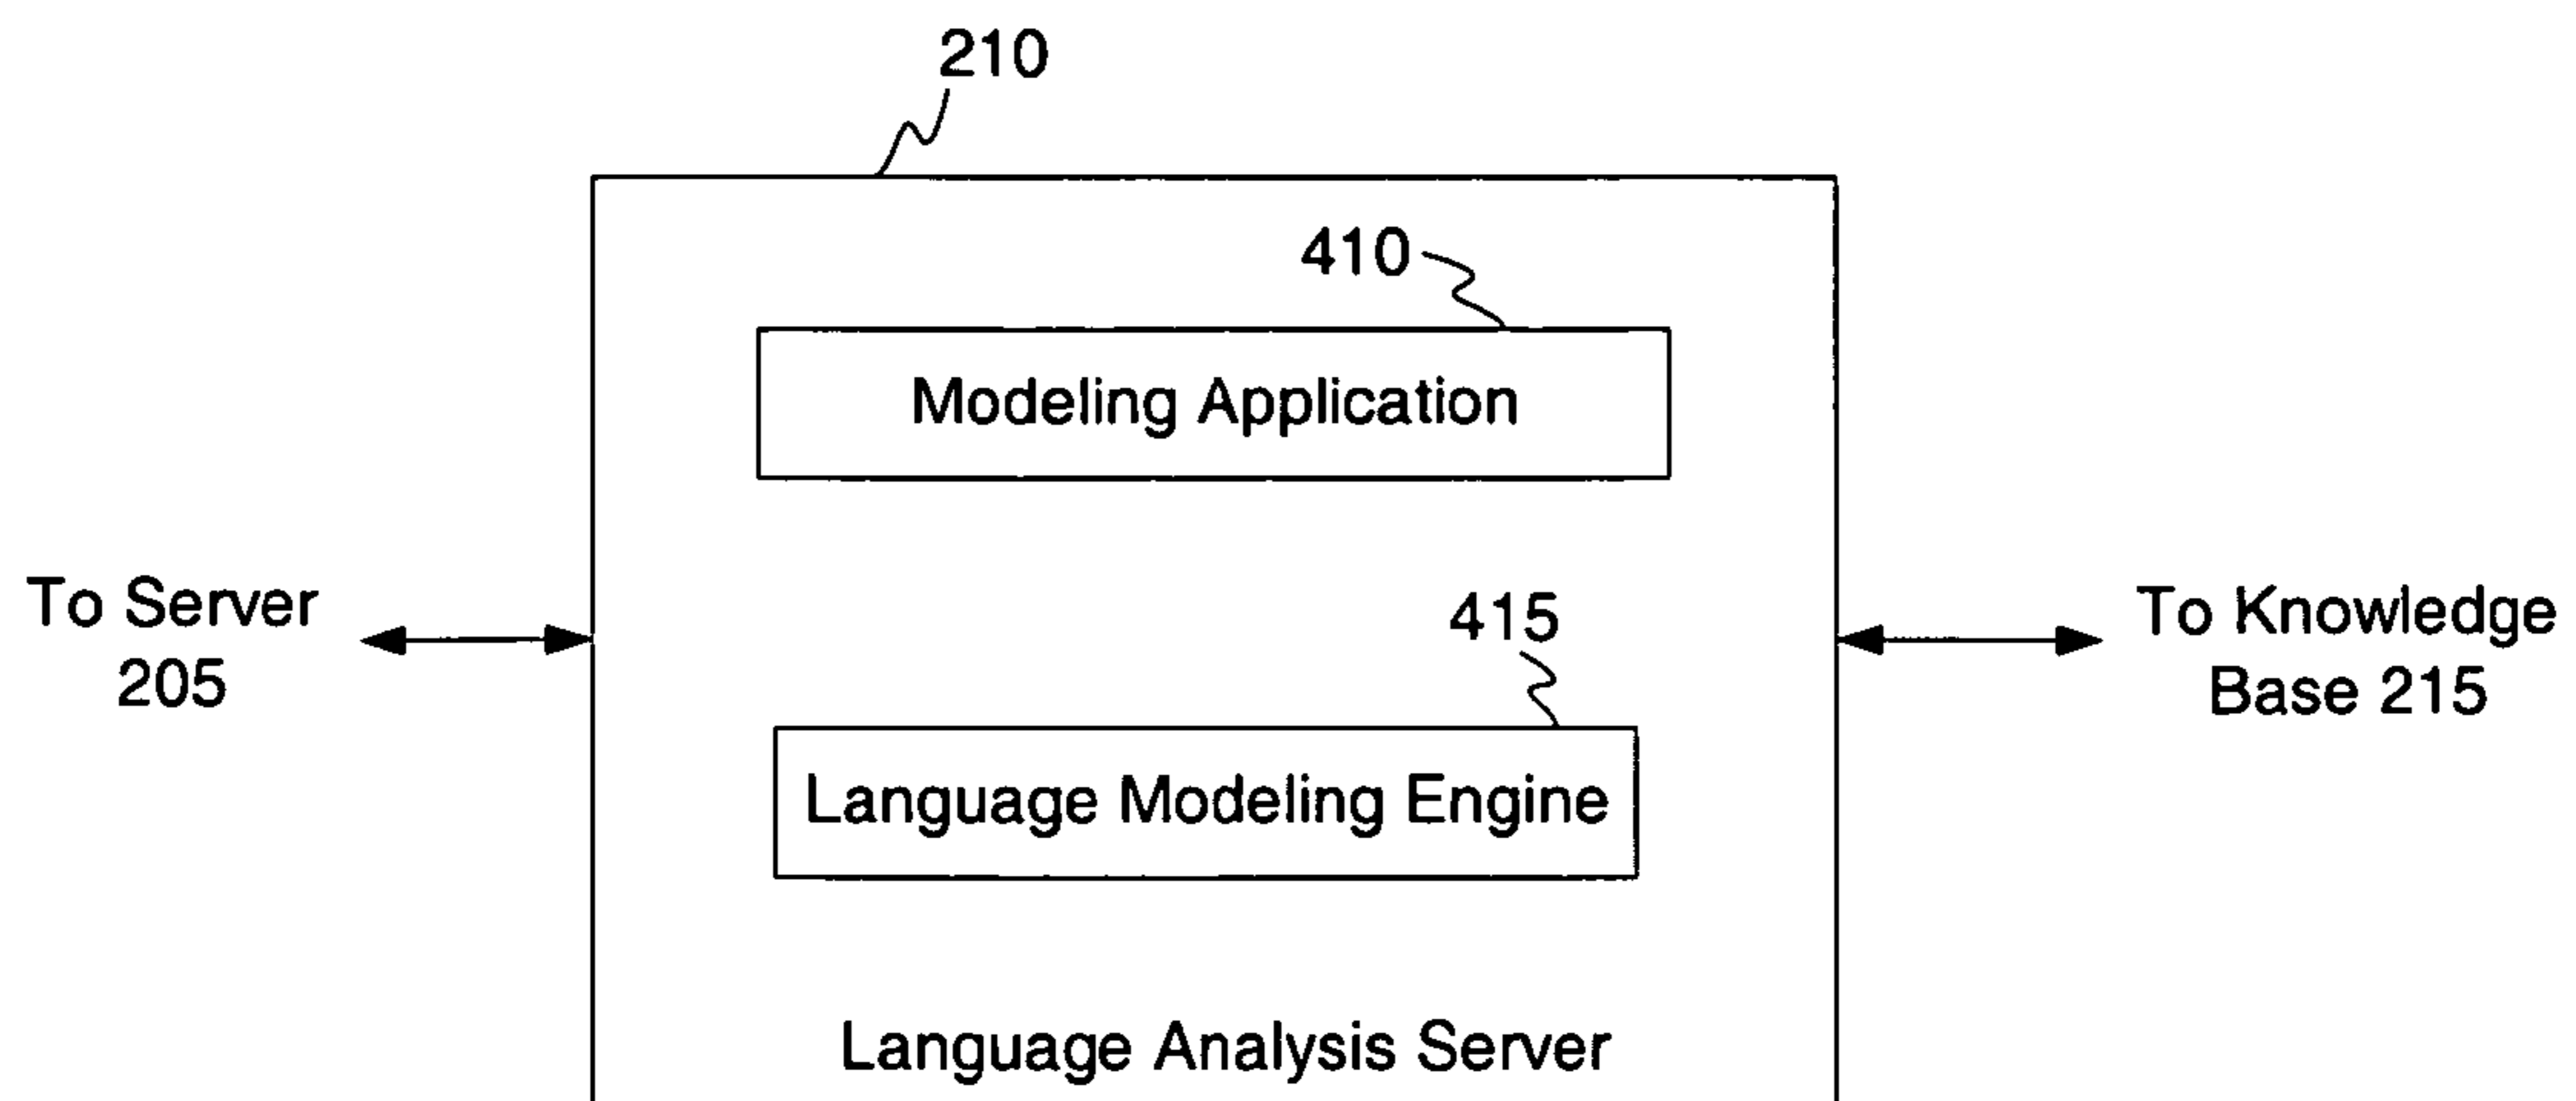 210
410
Modeling Application
To Server
205
415
To Knowledge
Base 215
Language Modeling Engine
Language Analysis Server